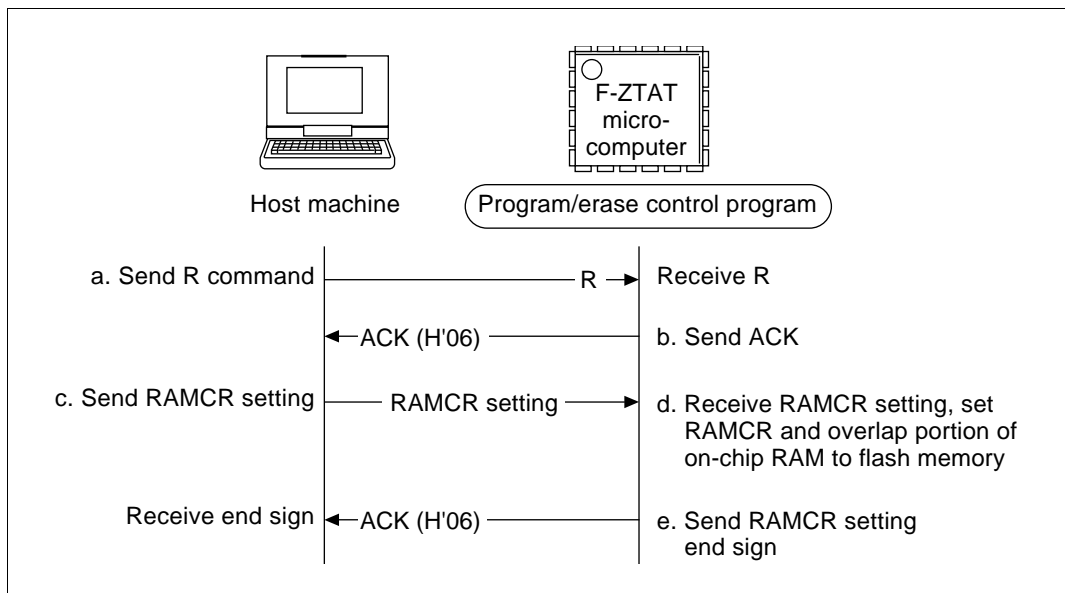 F-ZTAT
micro-
computer
Host machine
Program/erase control program
a. Send R command
R
Receive R
ACK (H'06)
b. Send ACK
c. Send RAMCR setting
RAMCR setting
d. Receive RAMCR setting, set
RAMCR and overlap portion of
on-chip RAM to flash memory
Receive end sign
ACK (H'06)
e. Send RAMCR setting
end sign